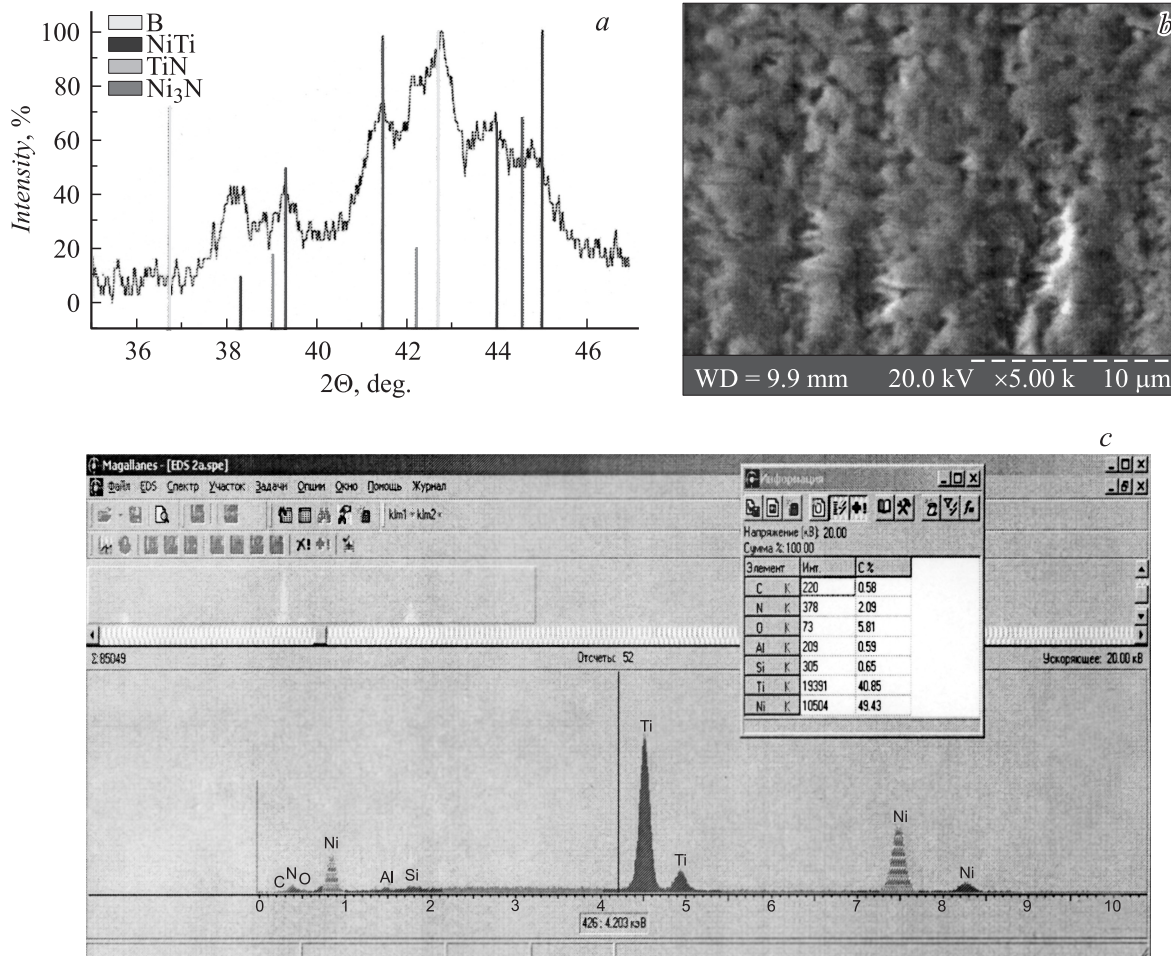 B
NiTi
TiN
Ni₃N
a
100
80
60
40
20
0
Intensity, %
36 38 40 42 44 46
2Θ, deg.
b
WD = 9.9 mm 20.0 kV ×5.00 k 10 µm
c
Magallanes - [EDS 2a.spe]
Файл EDS Спектр Участок Задачи Опции Окно Помощь Журнал
klm1 klm2
Информация
Напряжение [кВ]: 20.00
Сумма %: 100.00
Элемент Инт. C %
C K 220 0.58
N K 378 2.09
O K 73 5.81
Al K 209 0.59
Si K 305 0.65
Ti K 19391 40.85
Ni K 10504 49.43
Σ 85049 Отсчеты: 52 Ускоряющее: 20.00 кВ
Ti
Ni
Ni
Ti
C N O Al Si Ni
0 1 2 3 4 5 6 7 8 9 10
426 : 4.203 кэВ